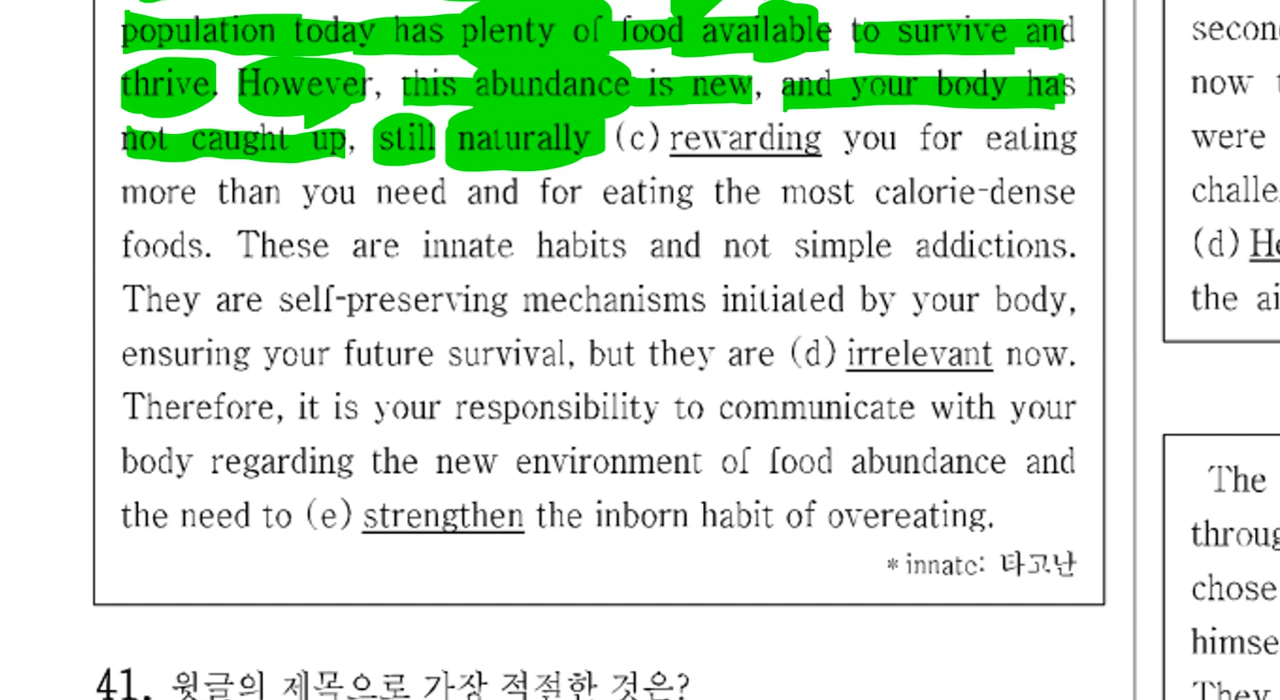 population today has plenty of food available to survive and
thrive. However, this abundance is new, and your body has
not caught up, still naturally (c) rewarding you for eating
more than you need and for eating the most calorie-dense
foods. These are innate habits and not simple addictions.
They are self-preserving mechanisms initiated by your body,
ensuring your future survival, but they are (d) irrelevant now.
Therefore, it is your responsibility to communicate with your
body regarding the new environment of food abundance and
the need to (e) strengthen the inborn habit of overeating.
* innate: 타고난
41. 윗글의 제목으로 가장 적절한 것은?
now
were
(d)
the
The
chose
They